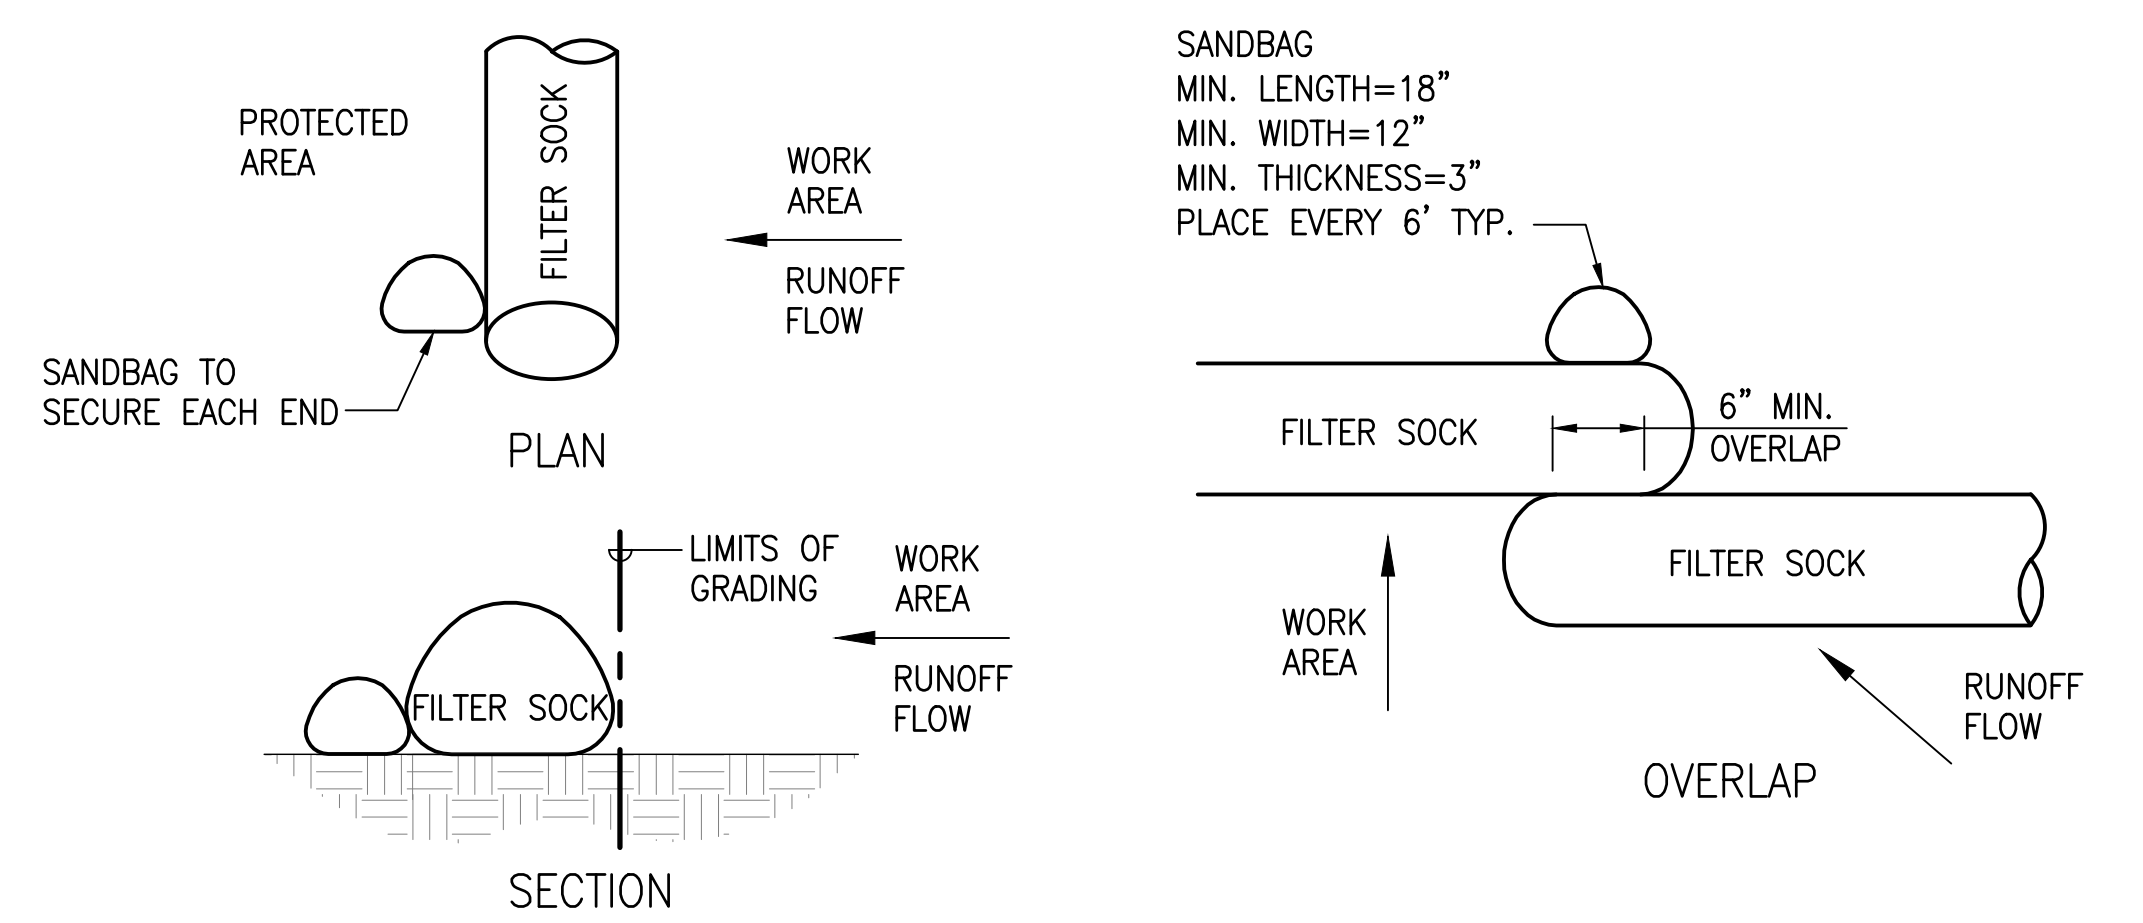 PROTECTED
AREA
FILTER SOCK
WORK
AREA
RUNOFF
FLOW
SANDBAG TO
SECURE EACH END
PLAN
LIMITS OF
GRADING
WORK
AREA
RUNOFF
FLOW
FILTER SOCK
SECTION
SANDBAG
MIN. LENGTH=18”
MIN. WIDTH=12”
MIN. THICKNESS=3”
PLACE EVERY 6’ TYP.
FILTER SOCK
6” MIN.
OVERLAP
FILTER SOCK
WORK
AREA
RUNOFF
FLOW
OVERLAP